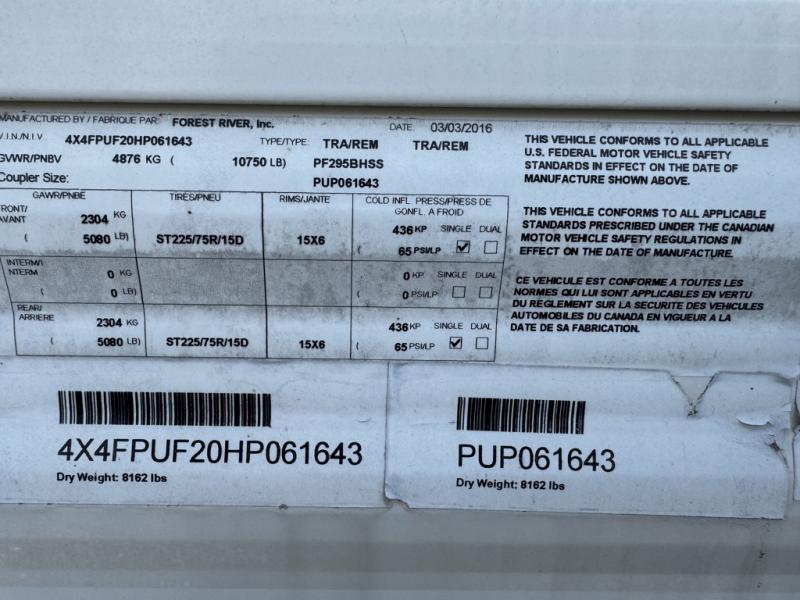 MANUFACTURED BY / FABRIQUE PAR: FOREST RIVER, Inc. DATE 03/03/2016
V.I.N./N.I.V 4X4FPUF20HP061643 TYPE/TYPE: TRA/REM TRA/REM
GVWR/PNBV 4876 KG ( 10750 LB) PF295BHSS
Coupler Size: PUP061643
GAWR/PNBE TIRES/PNEU RIMS/JANTE COLD INFL PRESS/PRESS DE
GONFL A FROID
FRONT/
AVANT 2304 KG 436 KP SINGLE DUAL
( 5080 LB) ST225/75R/15D 15X6 ( 65 PSI/LP
INTERM/I
NTERM 0 KG 0 KP SINGLE DUAL
( 0 LB) ( 0 PSI/LP
REAR/
ARRIERE 2304 KG 436 KP SINGLE DUAL
( 5080 LB) ST225/75R/15D 15X6 ( 65 PSI/LP
THIS VEHICLE CONFORMS TO ALL APPLICABLE
U.S. FEDERAL MOTOR VEHICLE SAFETY
STANDARDS IN EFFECT ON THE DATE OF
MANUFACTURE SHOWN ABOVE.
THIS VEHICLE CONFORMS TO ALL APPLICABLE
STANDARDS PRESCRIBED UNDER THE CANADIAN
MOTOR VEHICLE SAFETY REGULATIONS IN
EFFECT ON THE DATE OF MANUFACTURE.
CE VEHICULE EST CONFORME A TOUTES LES
NORMES QUI LUI SONT APPLICABLES EN VERTU
DU REGLEMENT SUR LA SECURITE DES VEHICULES
AUTOMOBILES DU CANADA EN VIGUEUR A LA
DATE DE SA FABRICATION.
4X4FPUF20HP061643
Dry Weight: 8162 lbs
PUP061643
Dry Weight: 8162 lbs